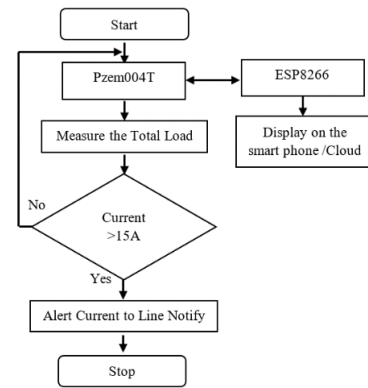 Start
Pzem004T
ESP8266
Measure the Total Load
Display on the
smart phone /Cloud
No
Current
>15A
Yes
Alert Current to Line Notify
Stop